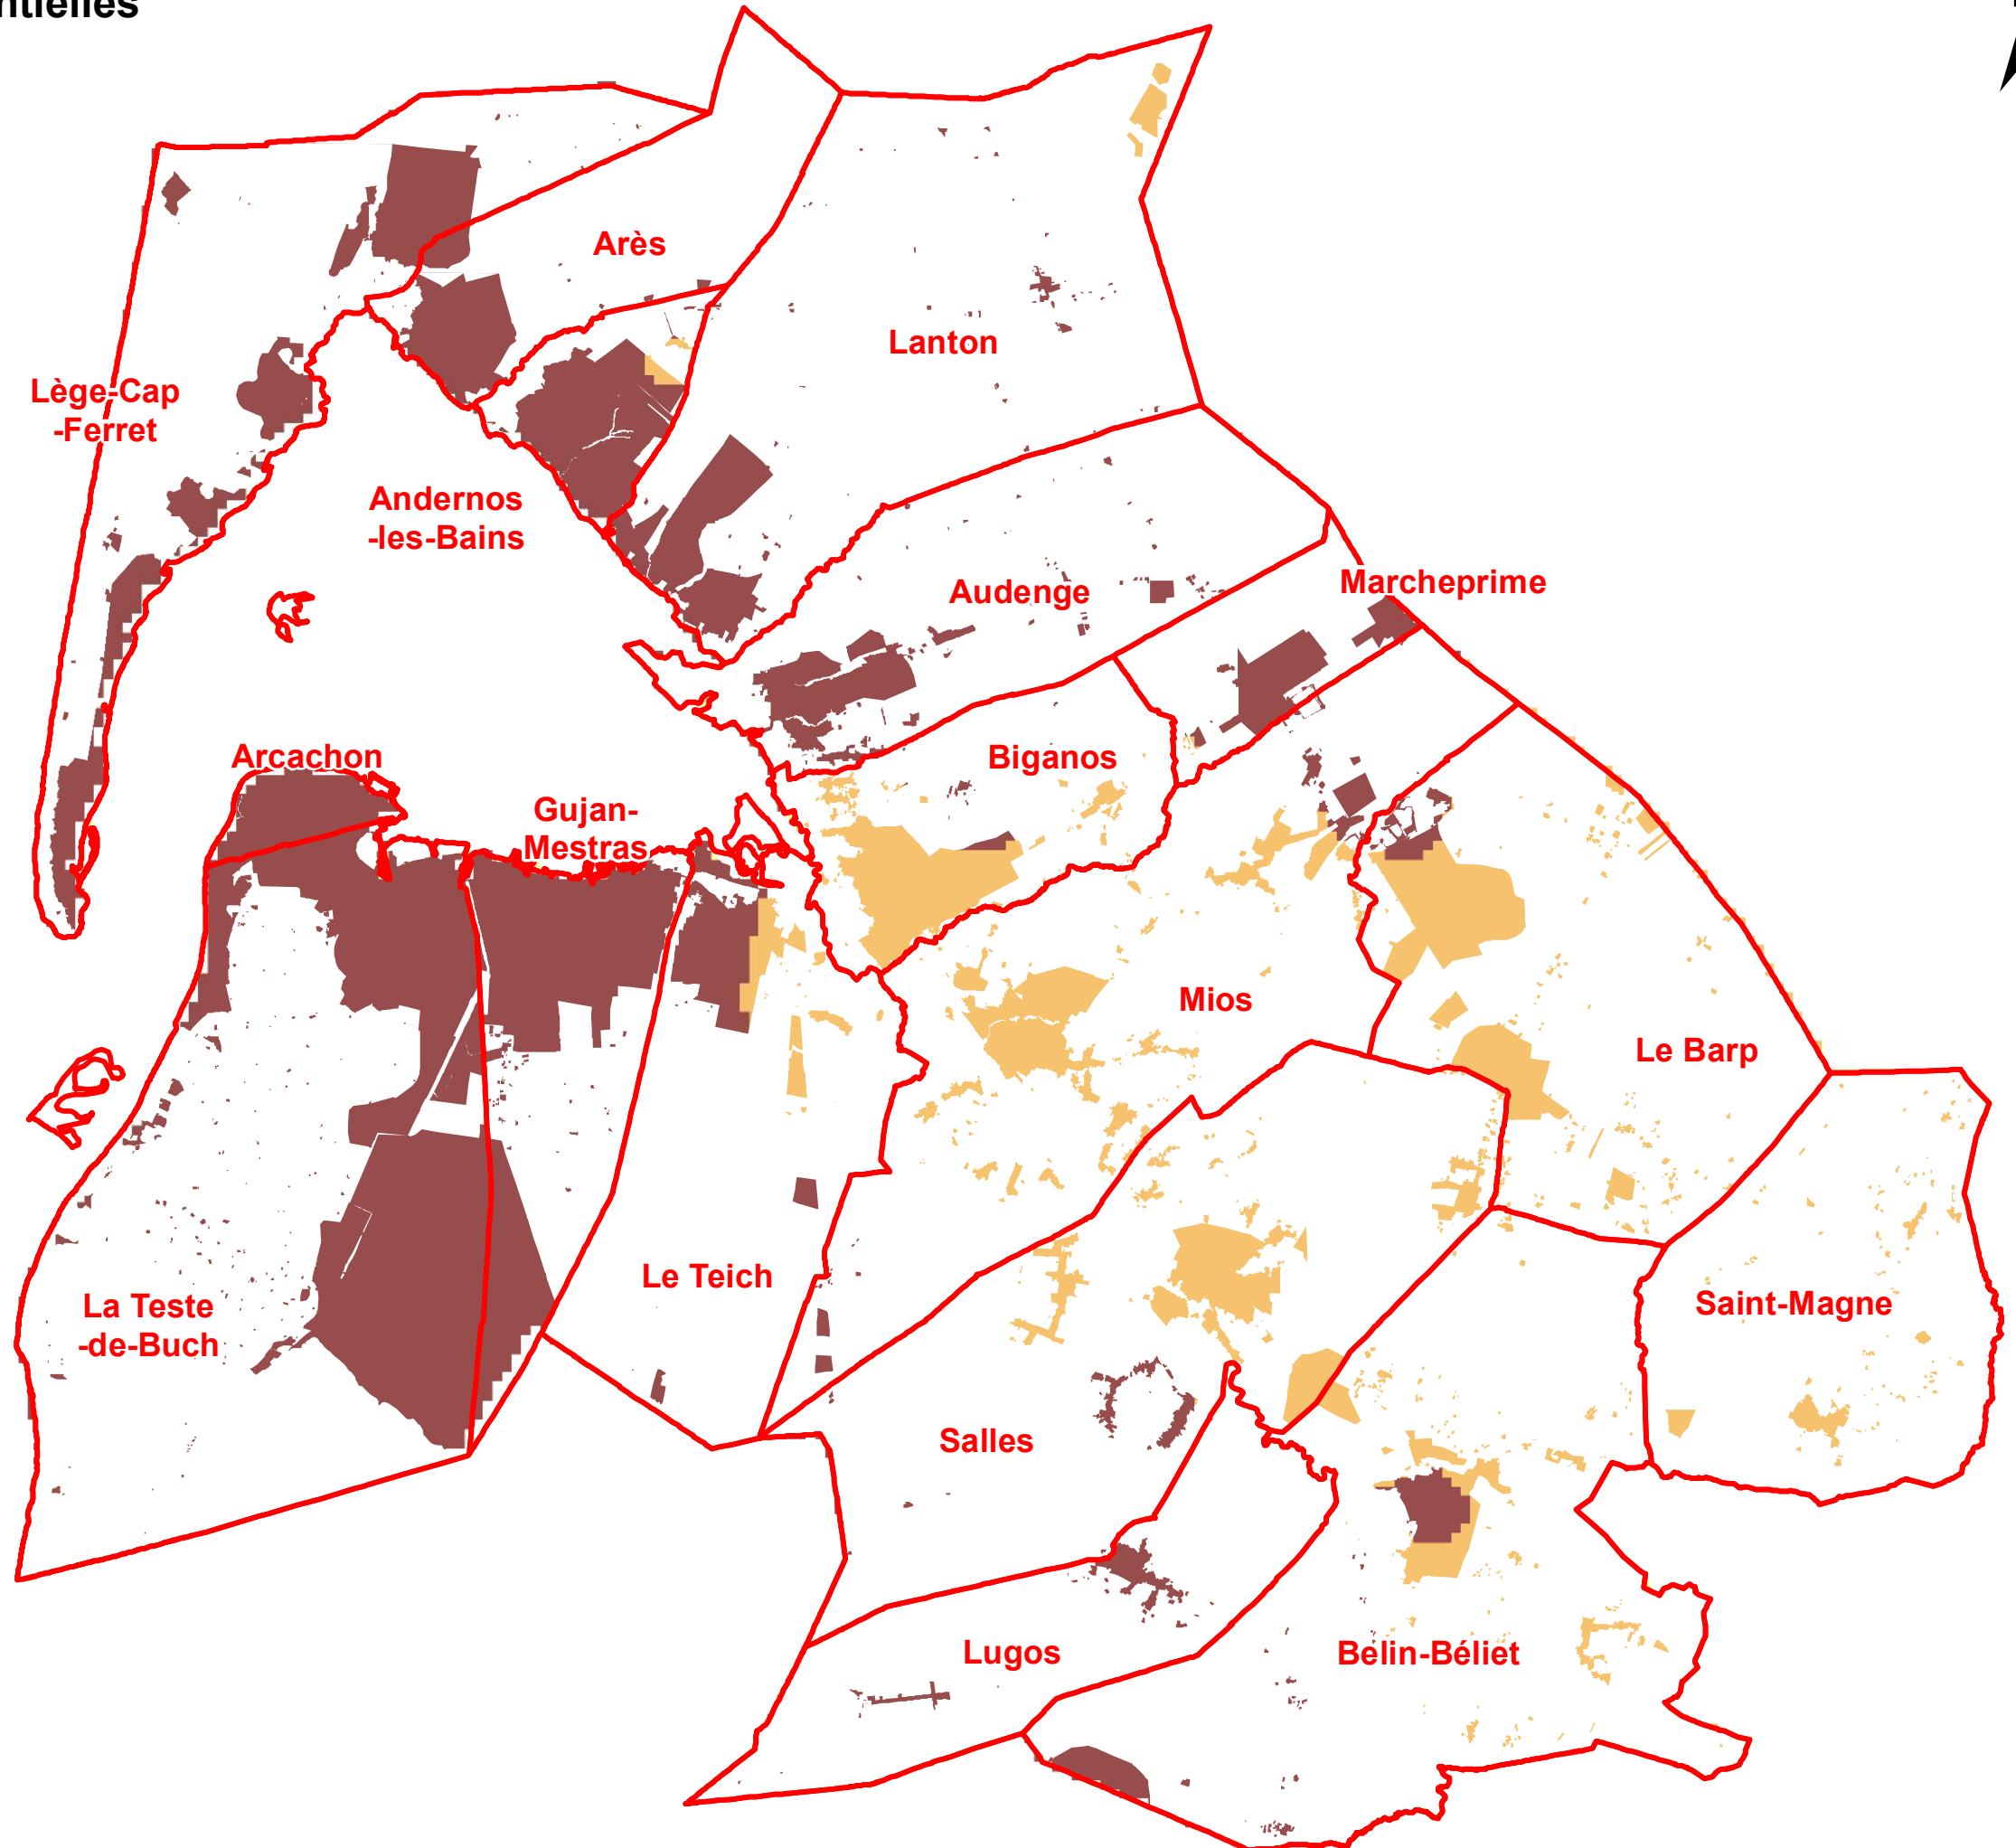 Arès
Lanton
Lège-Cap
-Ferret
Andernos
-les-Bains
Marcheprime
Audenge
Arcachon
Biganos
Gujan-
Mestras
Mios
Le Barp
Le Teich
La Teste
-de-Buch
Saint-Magne
Salles
Lugos
Belin-Béliet